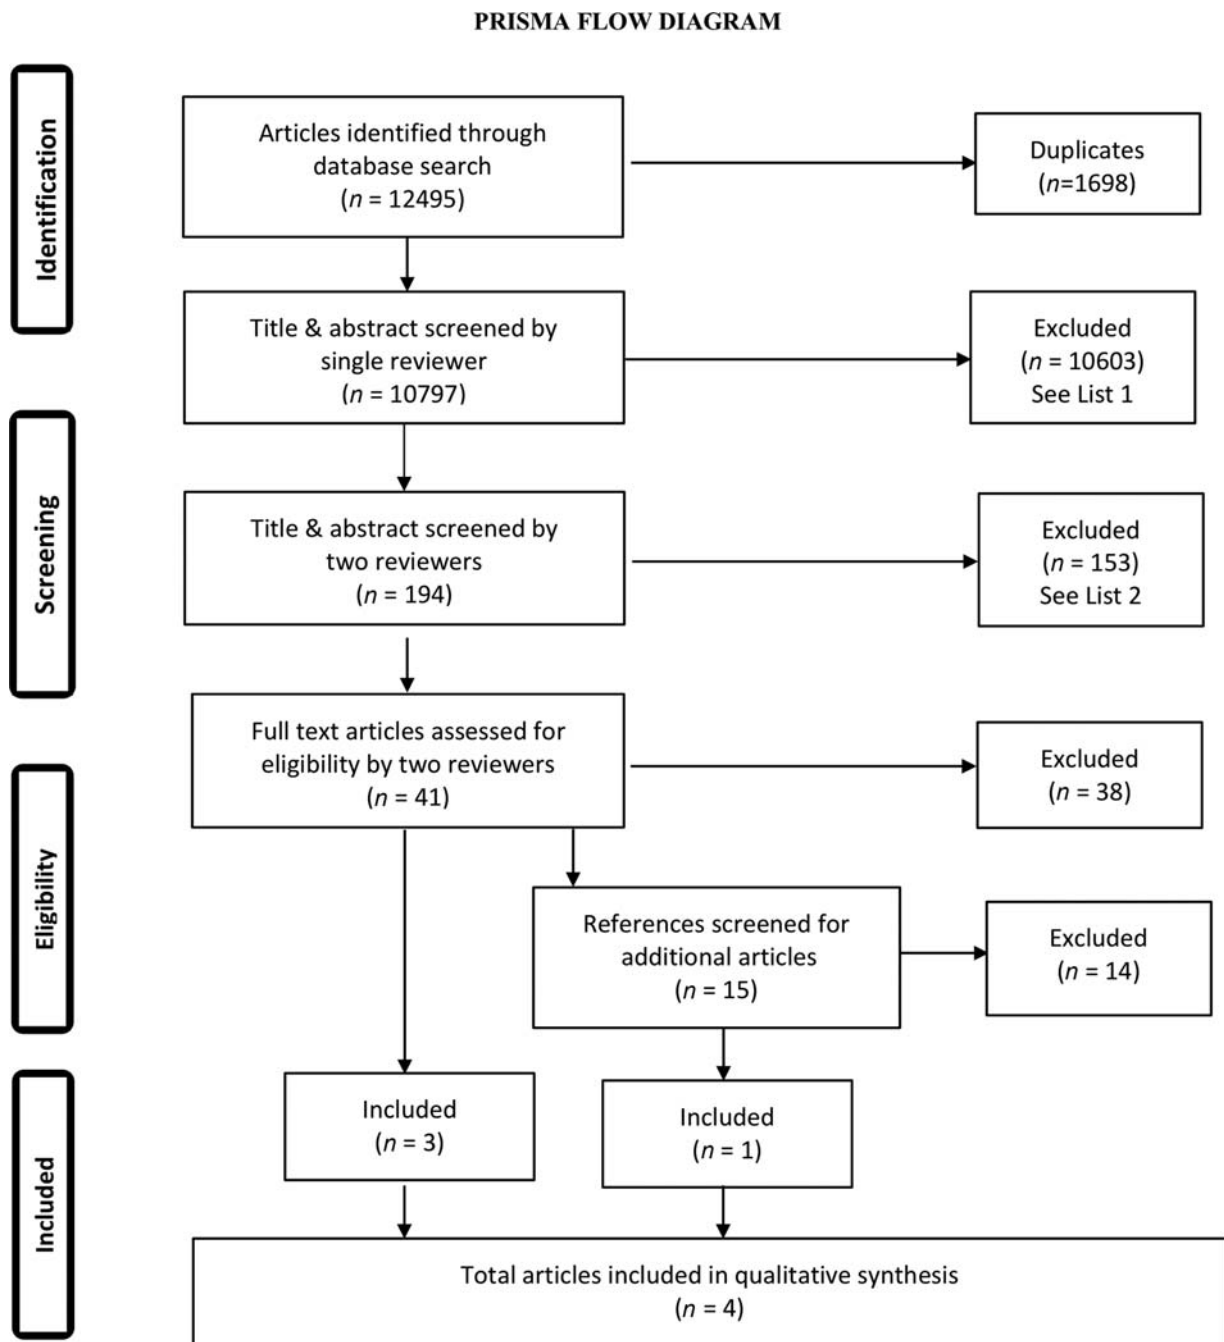 PRISMA FLOW DIAGRAM
Identification
Articles identified through
database search
(n = 12495)
Duplicates
(n=1698)
Title & abstract screened by
single reviewer
(n = 10797)
Excluded
(n = 10603)
See List 1
Screening
Title & abstract screened by
two reviewers
(n = 194)
Excluded
(n = 153)
See List 2
Full text articles assessed for
eligibility by two reviewers
(n = 41)
Excluded
(n = 38)
Eligibility
References screened for
additional articles
(n = 15)
Excluded
(n = 14)
Included
Included
(n = 3)
Included
(n = 1)
Total articles included in qualitative synthesis
(n = 4)